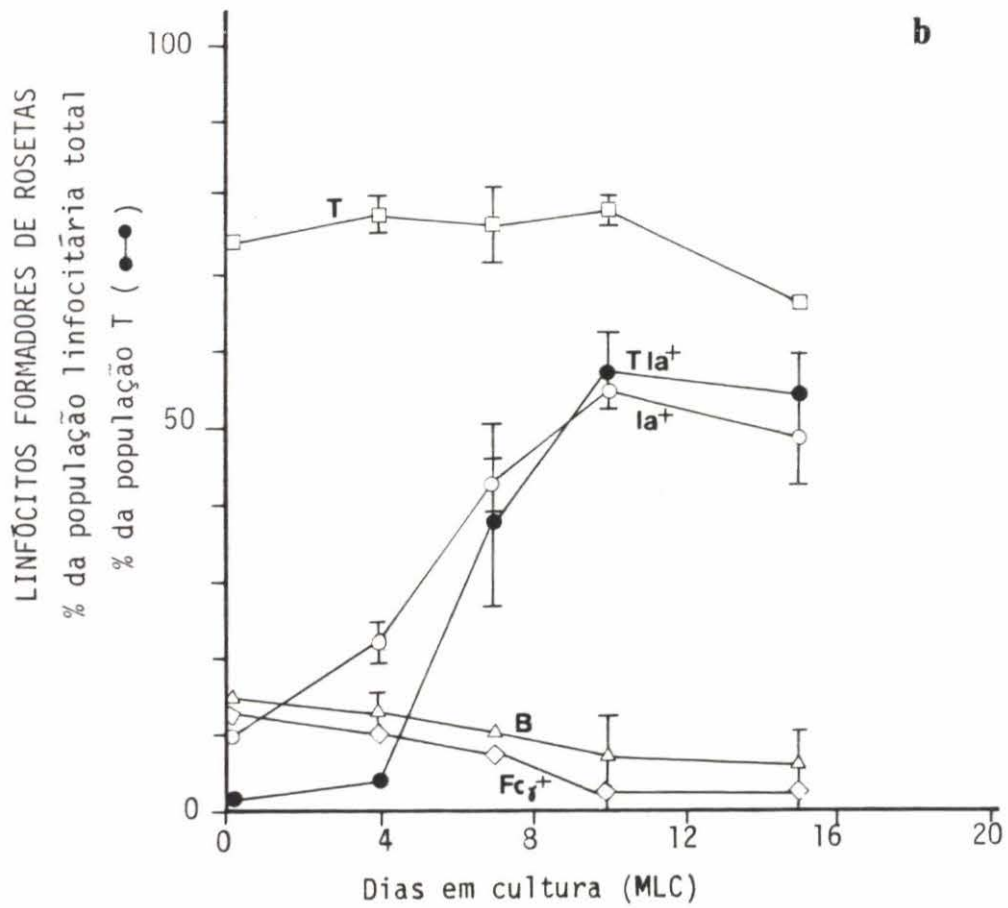 b
LINFÓCITOS FORMADORES DE ROSETAS
% da população linfocitária total
% da população T (●—●)
100
50
0
T
T Ia+
Ia+
B
Fcγ+
0 4 8 12 16 20
Dias em cultura (MLC)